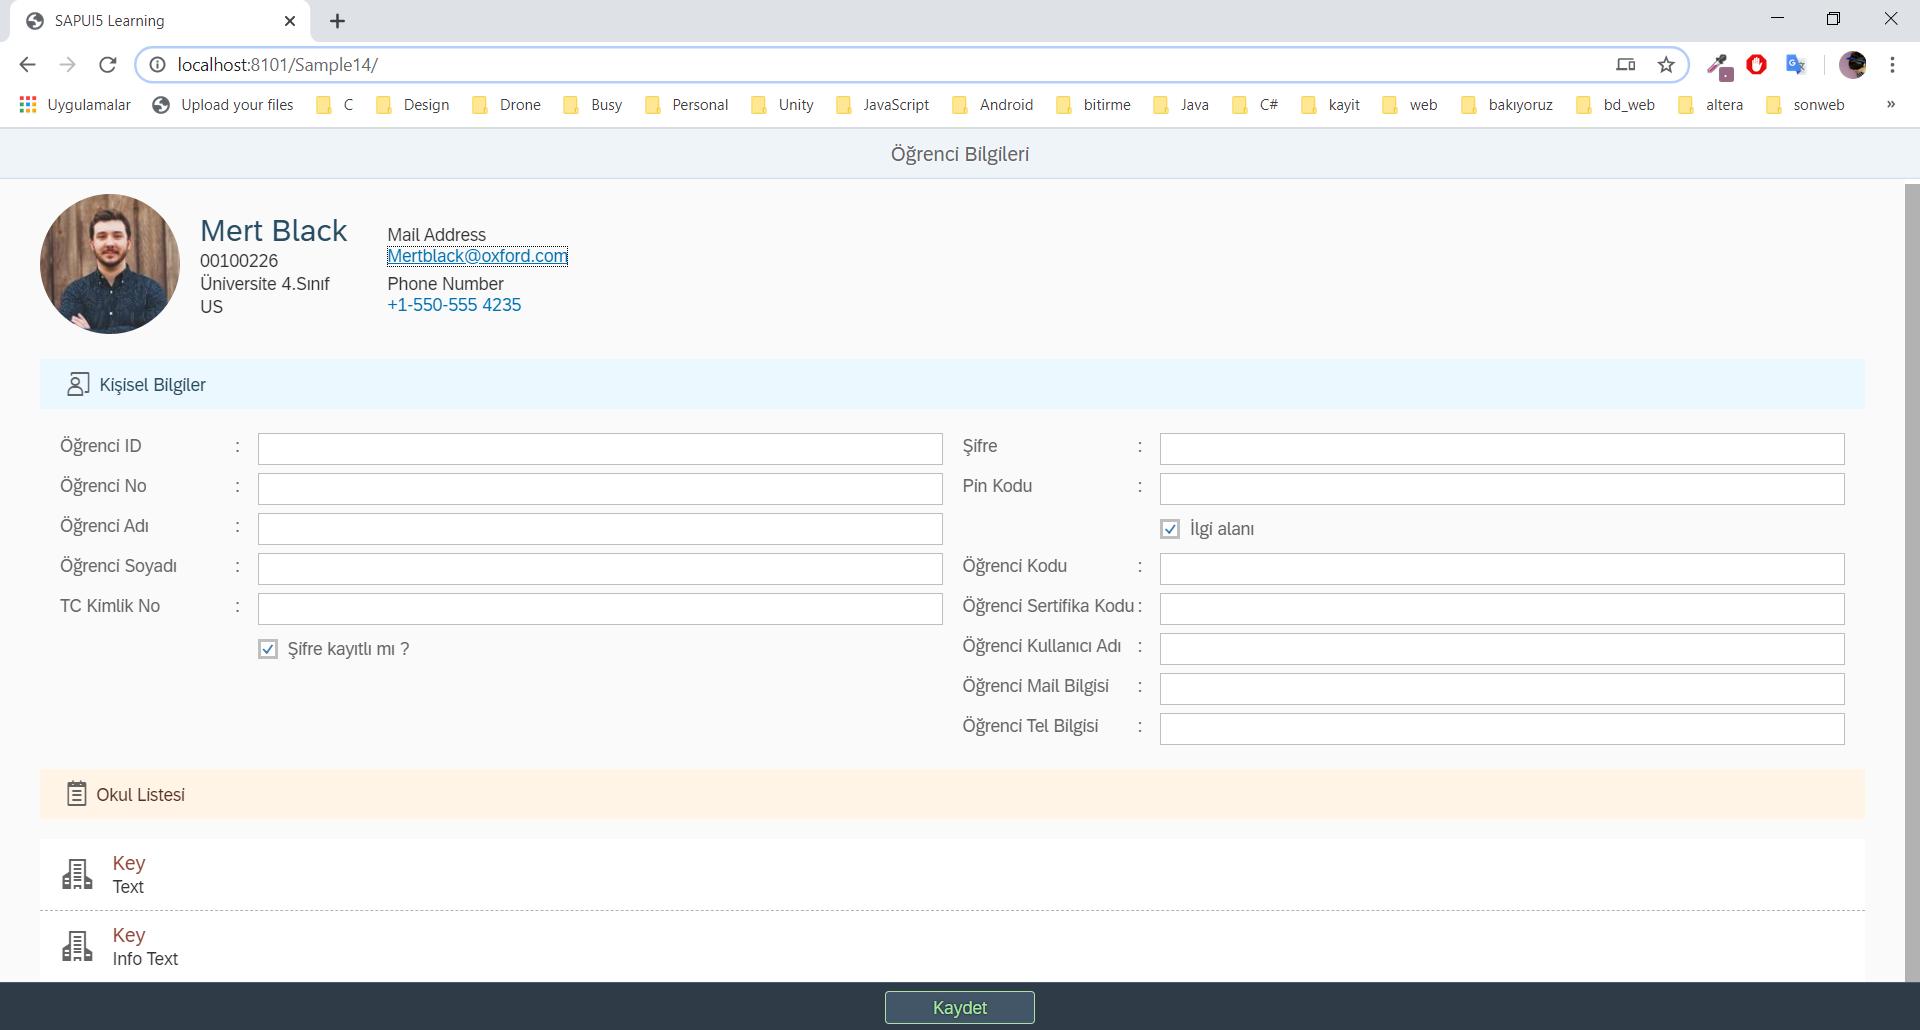 SAPUI5 Learning
localhost:8101/Sample14/
Uygulamalar Upload your files C Design Drone Busy Personal Unity JavaScript Android bitirme Java C# kayit web bakıyoruz bd_web altera sonweb »
Öğrenci Bilgileri
Mert Black
00100226
Üniversite 4.Sınıf
US
Mail Address
Mertblack@oxford.com
Phone Number
+1-550-555 4235
Kişisel Bilgiler
Öğrenci ID :
Öğrenci No :
Öğrenci Adı :
Öğrenci Soyadı :
TC Kimlik No :
Şifre kayıtlı mı ?
Şifre :
Pin Kodu :
İlgi alanı
Öğrenci Kodu :
Öğrenci Sertifika Kodu :
Öğrenci Kullanıcı Adı :
Öğrenci Mail Bilgisi :
Öğrenci Tel Bilgisi :
Okul Listesi
Key
Text
Key
Info Text
Kaydet